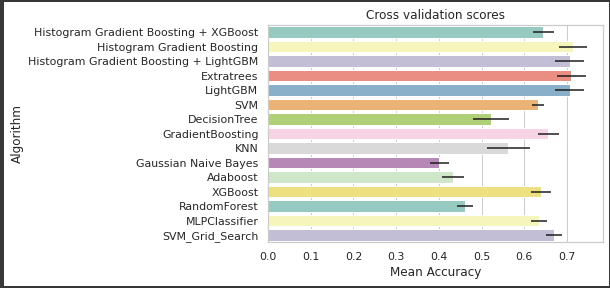 Cross validation scores
Histogram Gradient Boosting + XGBoost
Histogram Gradient Boosting
Histogram Gradient Boosting + LightGBM
Extratrees
LightGBM
SVM
DecisionTree
GradientBoosting
KNN
Gaussian Naive Bayes
Adaboost
XGBoost
RandomForest
MLPClassifier
SVM_Grid_Search
Algorithm
0.0 0.1 0.2 0.3 0.4 0.5 0.6 0.7
Mean Accuracy